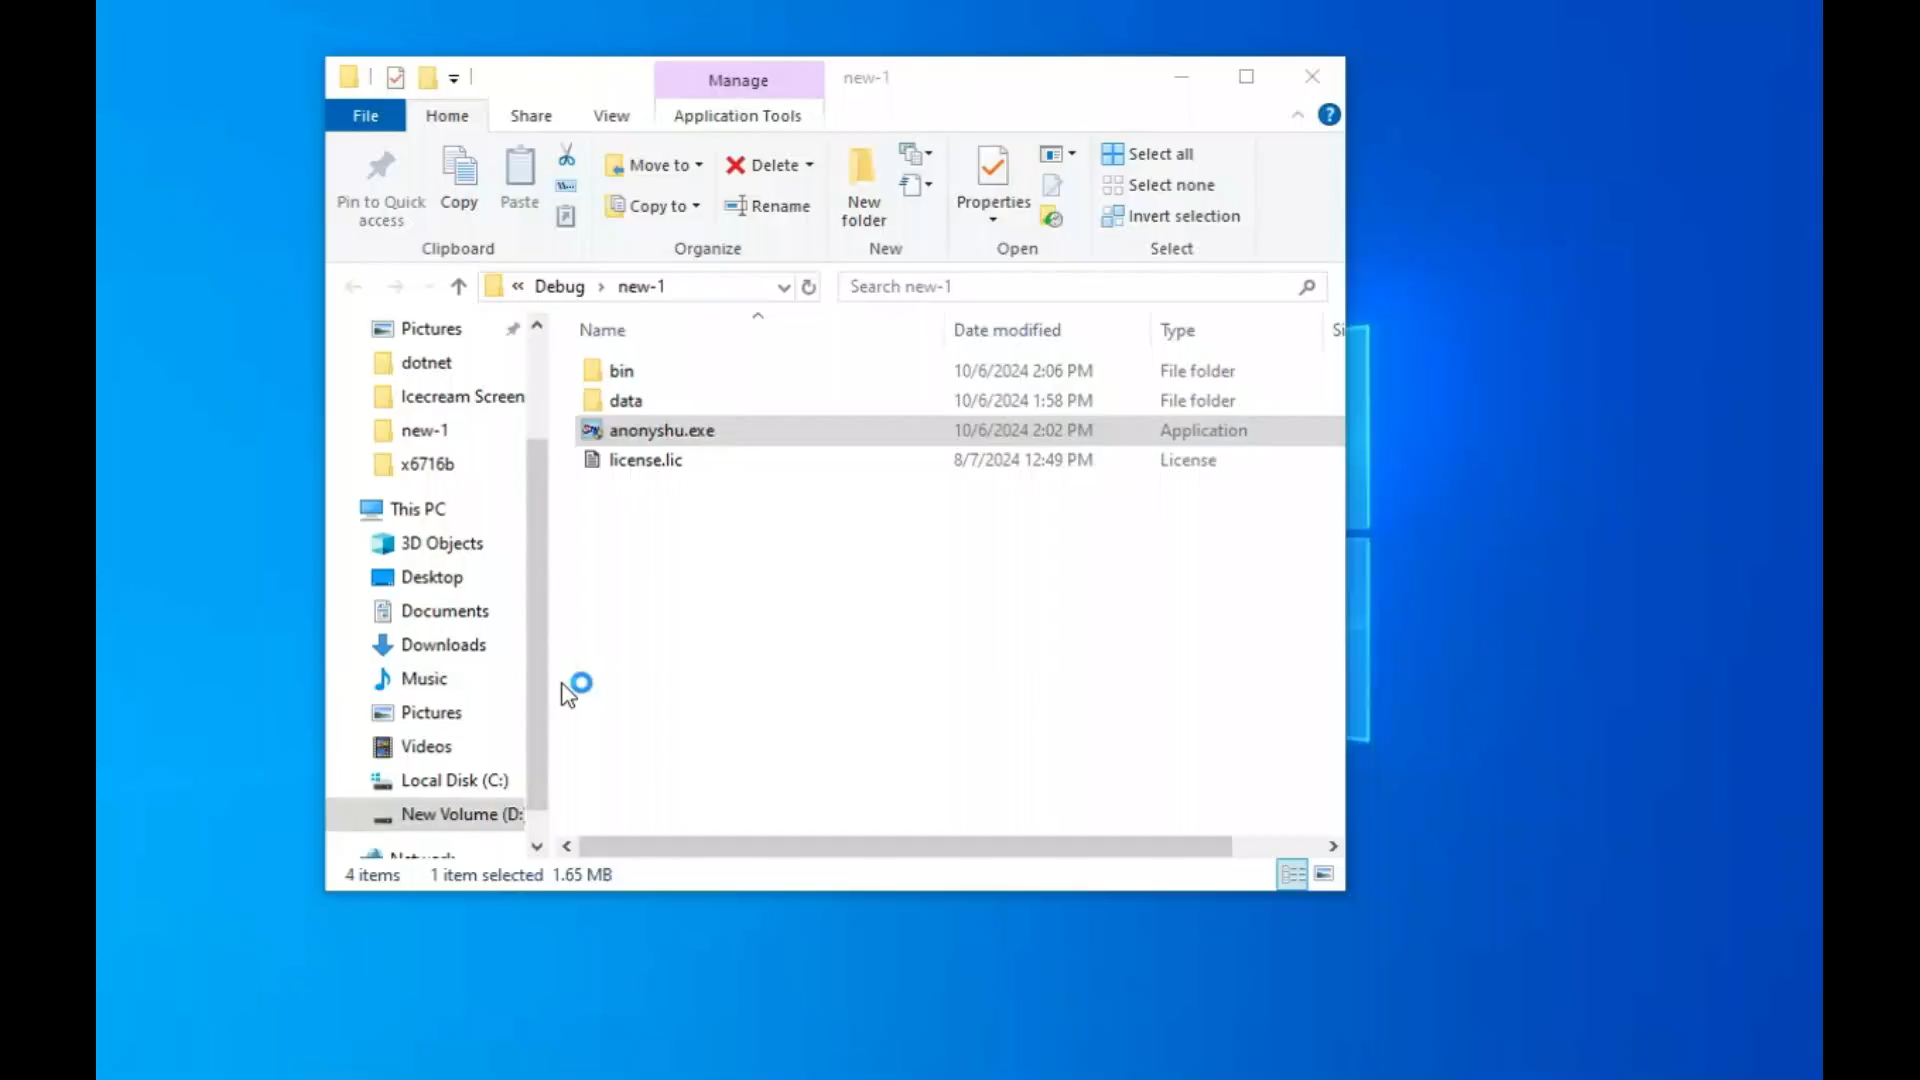 Manage
new-1
File
Home
Share
View
Application Tools
Pin to Quick access
Copy
Paste
Move to
Copy to
Delete
Rename
New folder
Properties
Select all
Select none
Invert selection
Clipboard
Organize
New
Open
Select
« Debug › new-1
Search new-1
Name
Date modified
Type
Si
bin
10/6/2024 2:06 PM
File folder
data
10/6/2024 1:58 PM
File folder
anonyshu.exe
10/6/2024 2:02 PM
Application
license.lic
8/7/2024 12:49 PM
License
Pictures
dotnet
Icecream Screen
new-1
x6716b
This PC
3D Objects
Desktop
Documents
Downloads
Music
Pictures
Videos
Local Disk (C:)
New Volume (D:
Network
4 items
1 item selected 1.65 MB